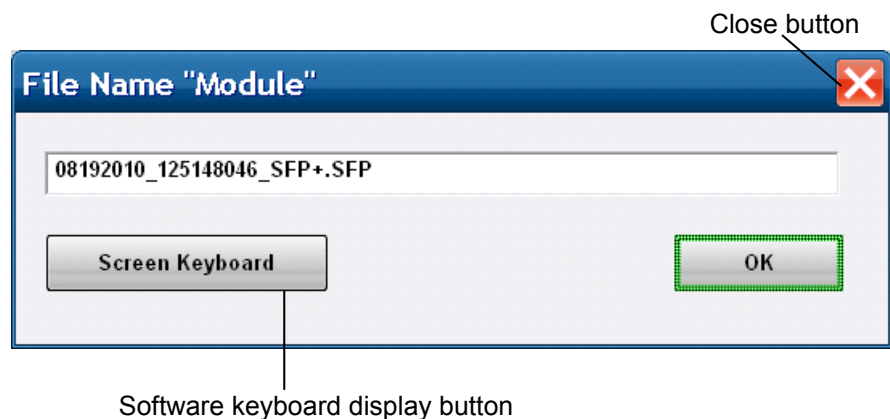 Close button
File Name "Module"
08192010_125148046_SFP+.SFP
Screen Keyboard
OK
Software keyboard display button